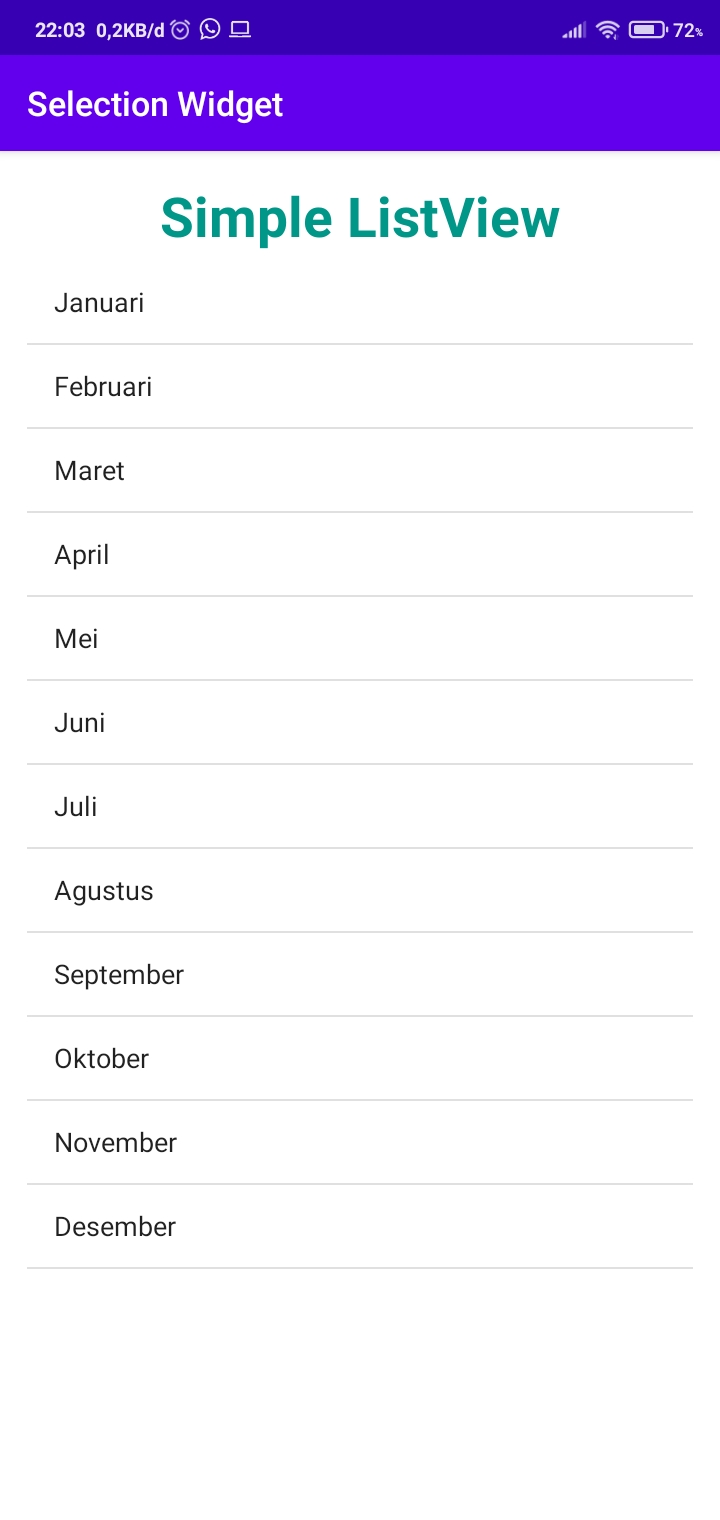 22:03 0,2KB/d 72%
Selection Widget
Simple ListView
Januari
Februari
Maret
April
Mei
Juni
Juli
Agustus
September
Oktober
November
Desember